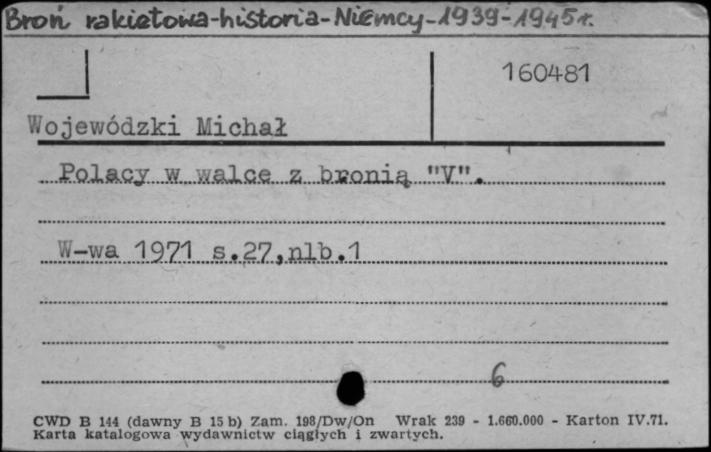 Broń rakietowa-historia-Niemcy-1939-1945r.
160481
Wojewódzki Michał
Polacy w walce z bronią "V".
W-wa 1971 s.27,nlb.1
6
CWD B 144 (dawny B 15 b) Zam. 198/Dw/On Wrak 239 - 1.660.000 - Karton IV.71.
Karta katalogowa wydawnictw ciągłych i zwartych.